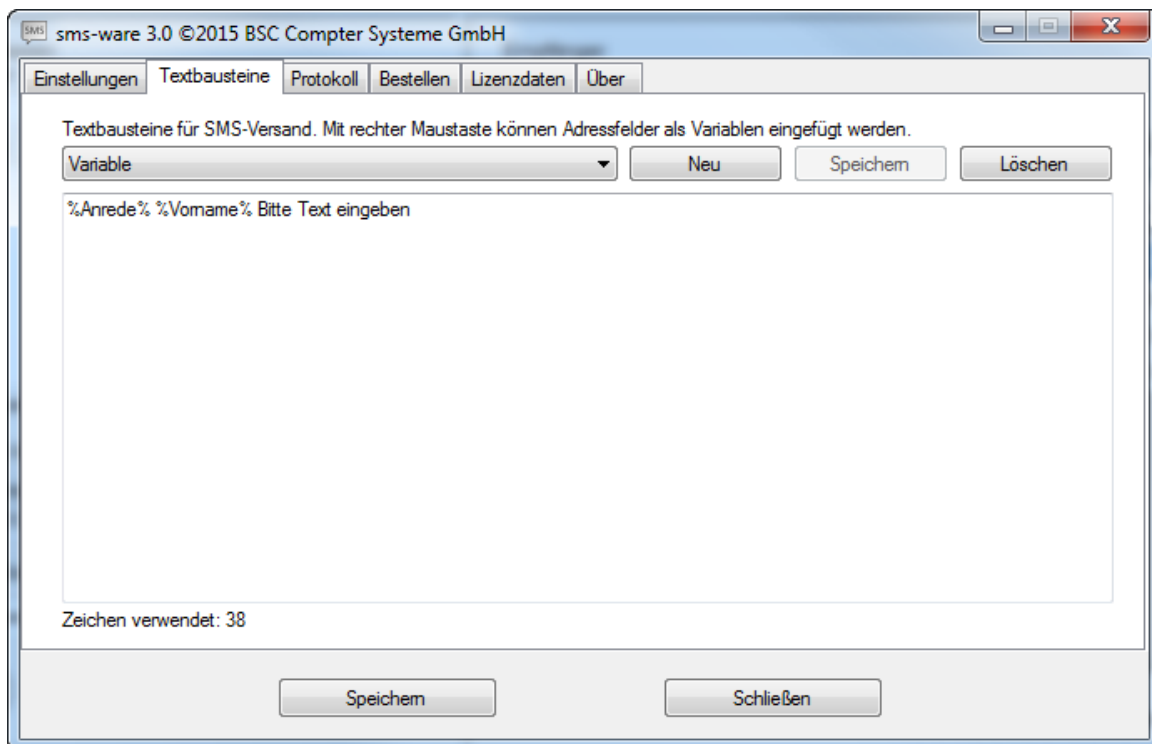 SMS sms-ware 3.0 ©2015 BSC Compter Systeme GmbH
Einstellungen Textbausteine Protokoll Bestellen Lizenzdaten Über
Textbausteine für SMS-Versand. Mit rechter Maustaste können Adressfelder als Variablen eingefügt werden.
Variable Neu Speichern Löschen
%Anrede% %Vorname% Bitte Text eingeben
Zeichen verwendet: 38
Speichern Schließen